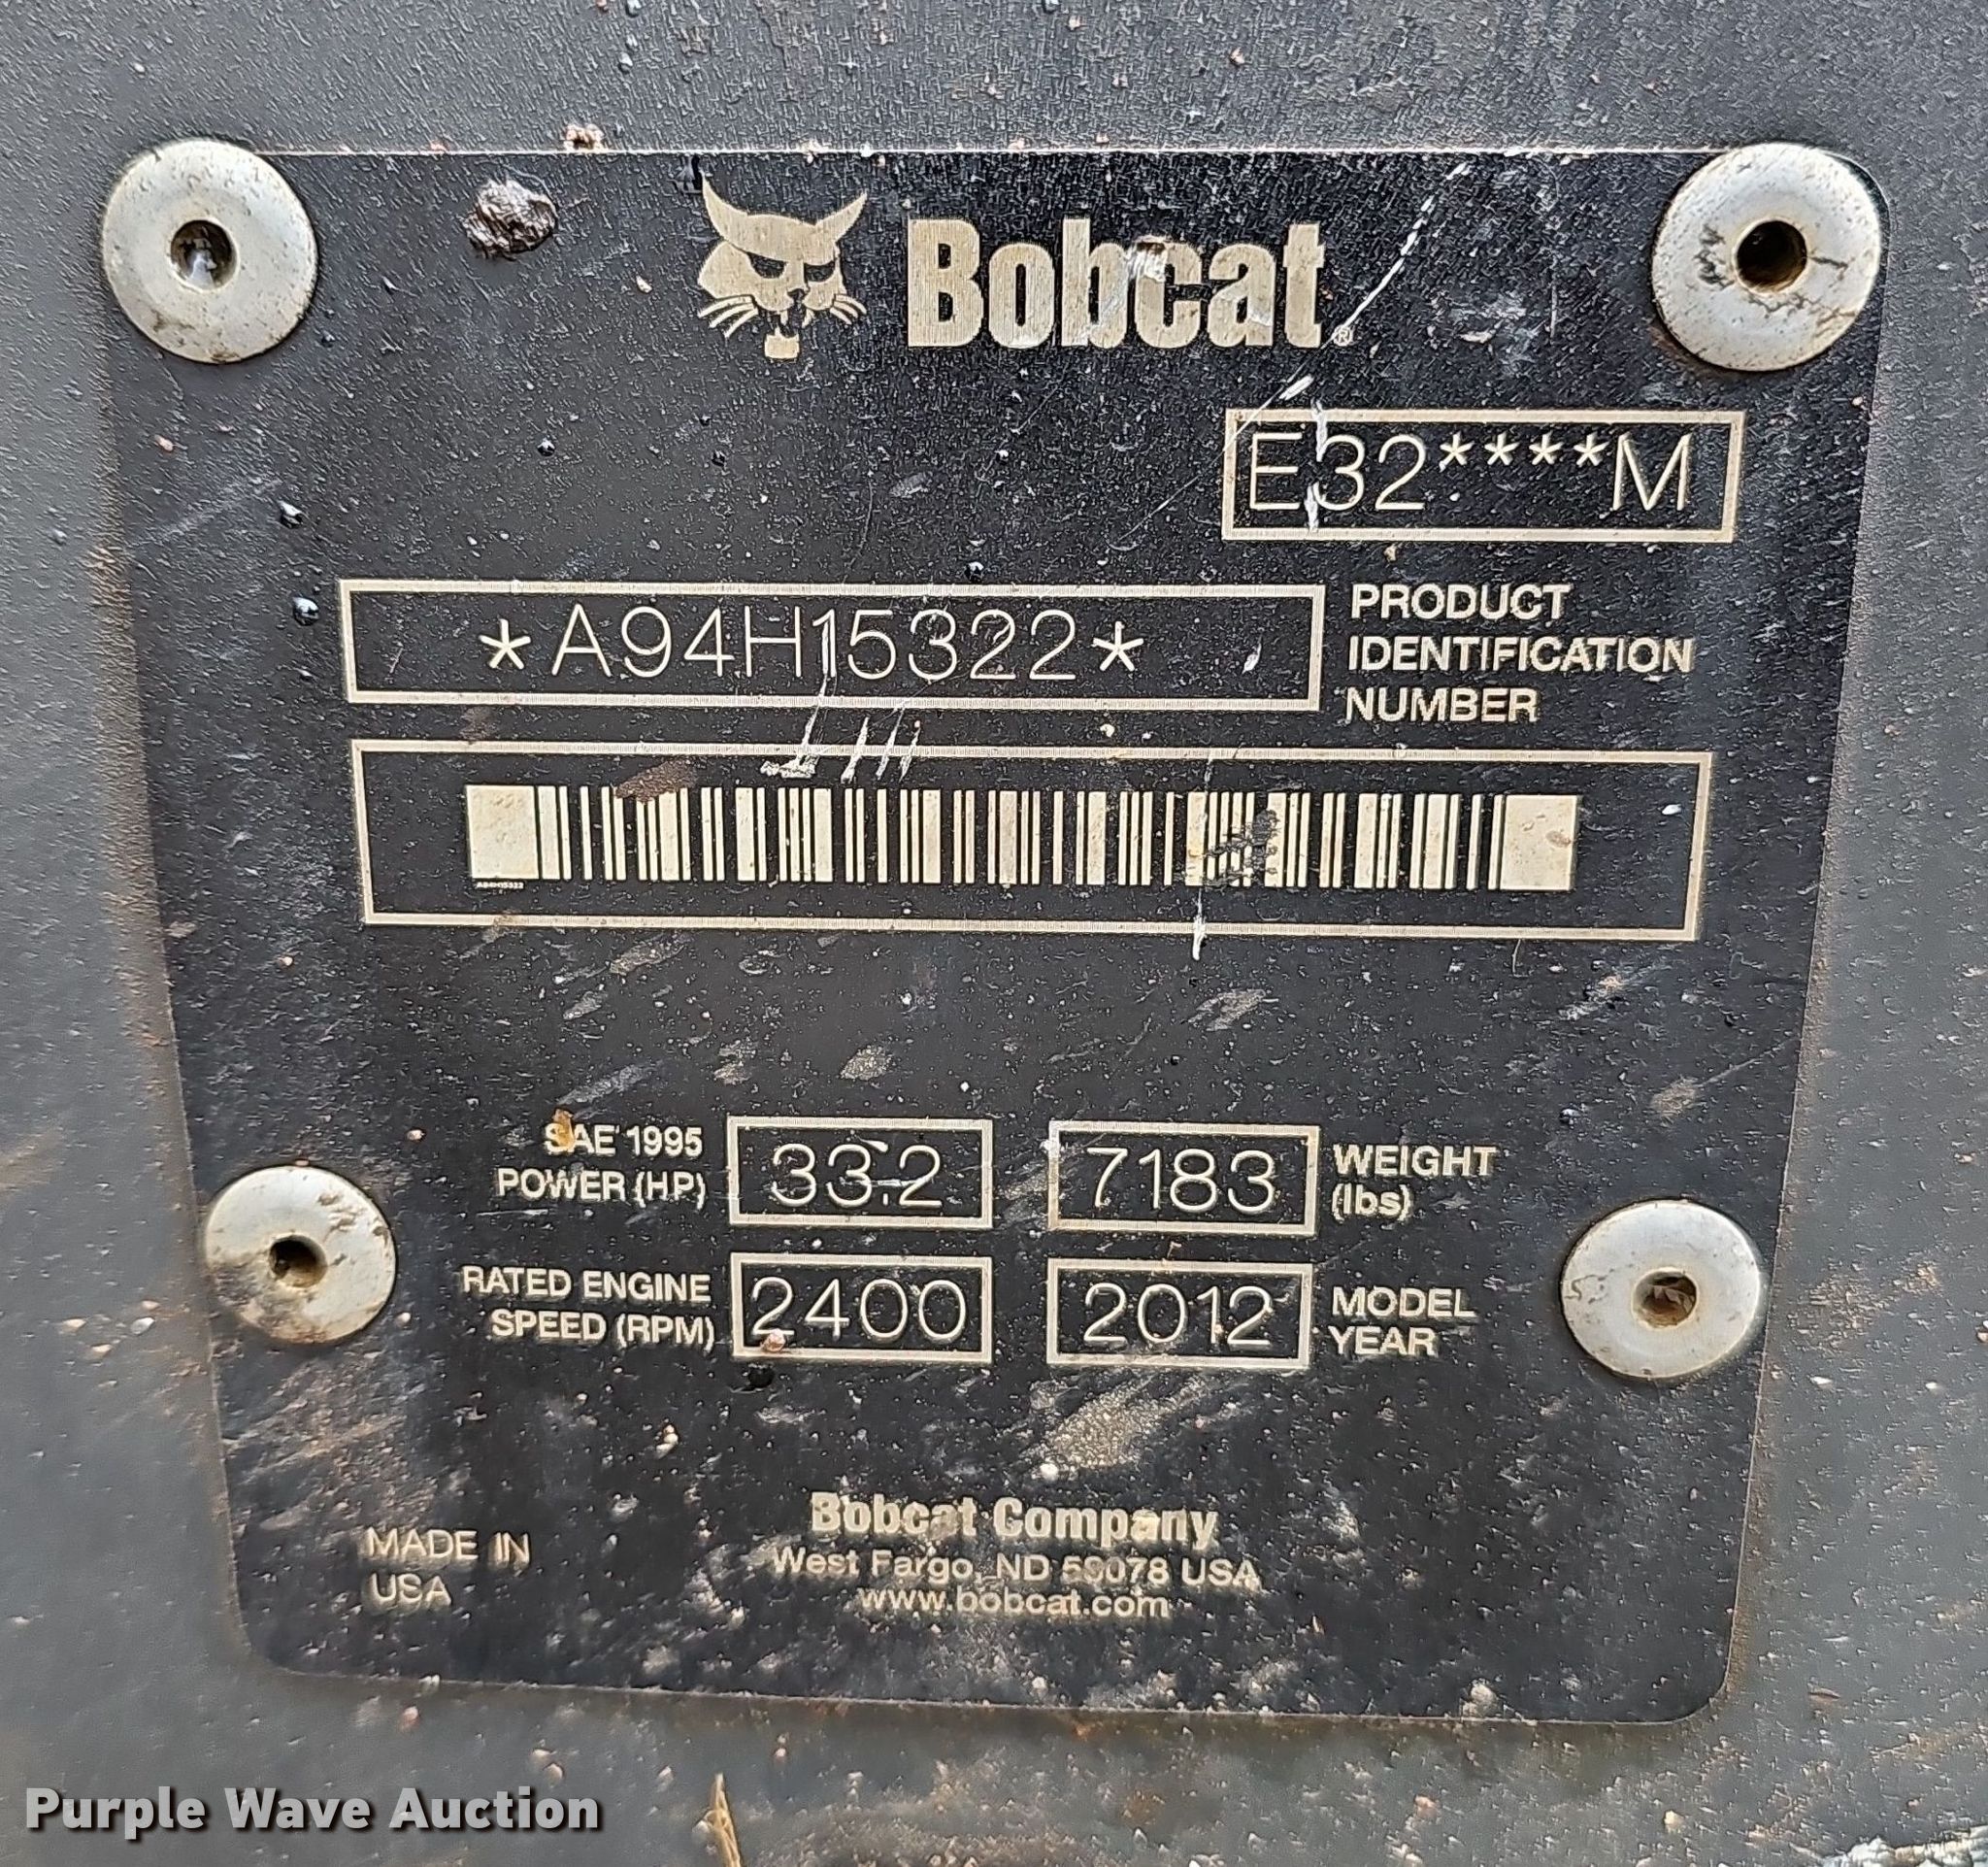 Bobcat®
E32****M
*A94H15322*
PRODUCT
IDENTIFICATION
NUMBER
A94H15322
SAE 1995
POWER (HP)
33.2
7183
WEIGHT
(lbs)
RATED ENGINE
SPEED (RPM)
2400
2012
MODEL
YEAR
MADE IN
USA
Bobcat Company
West Fargo, ND 58078 USA
www.bobcat.com
Purple Wave Auction